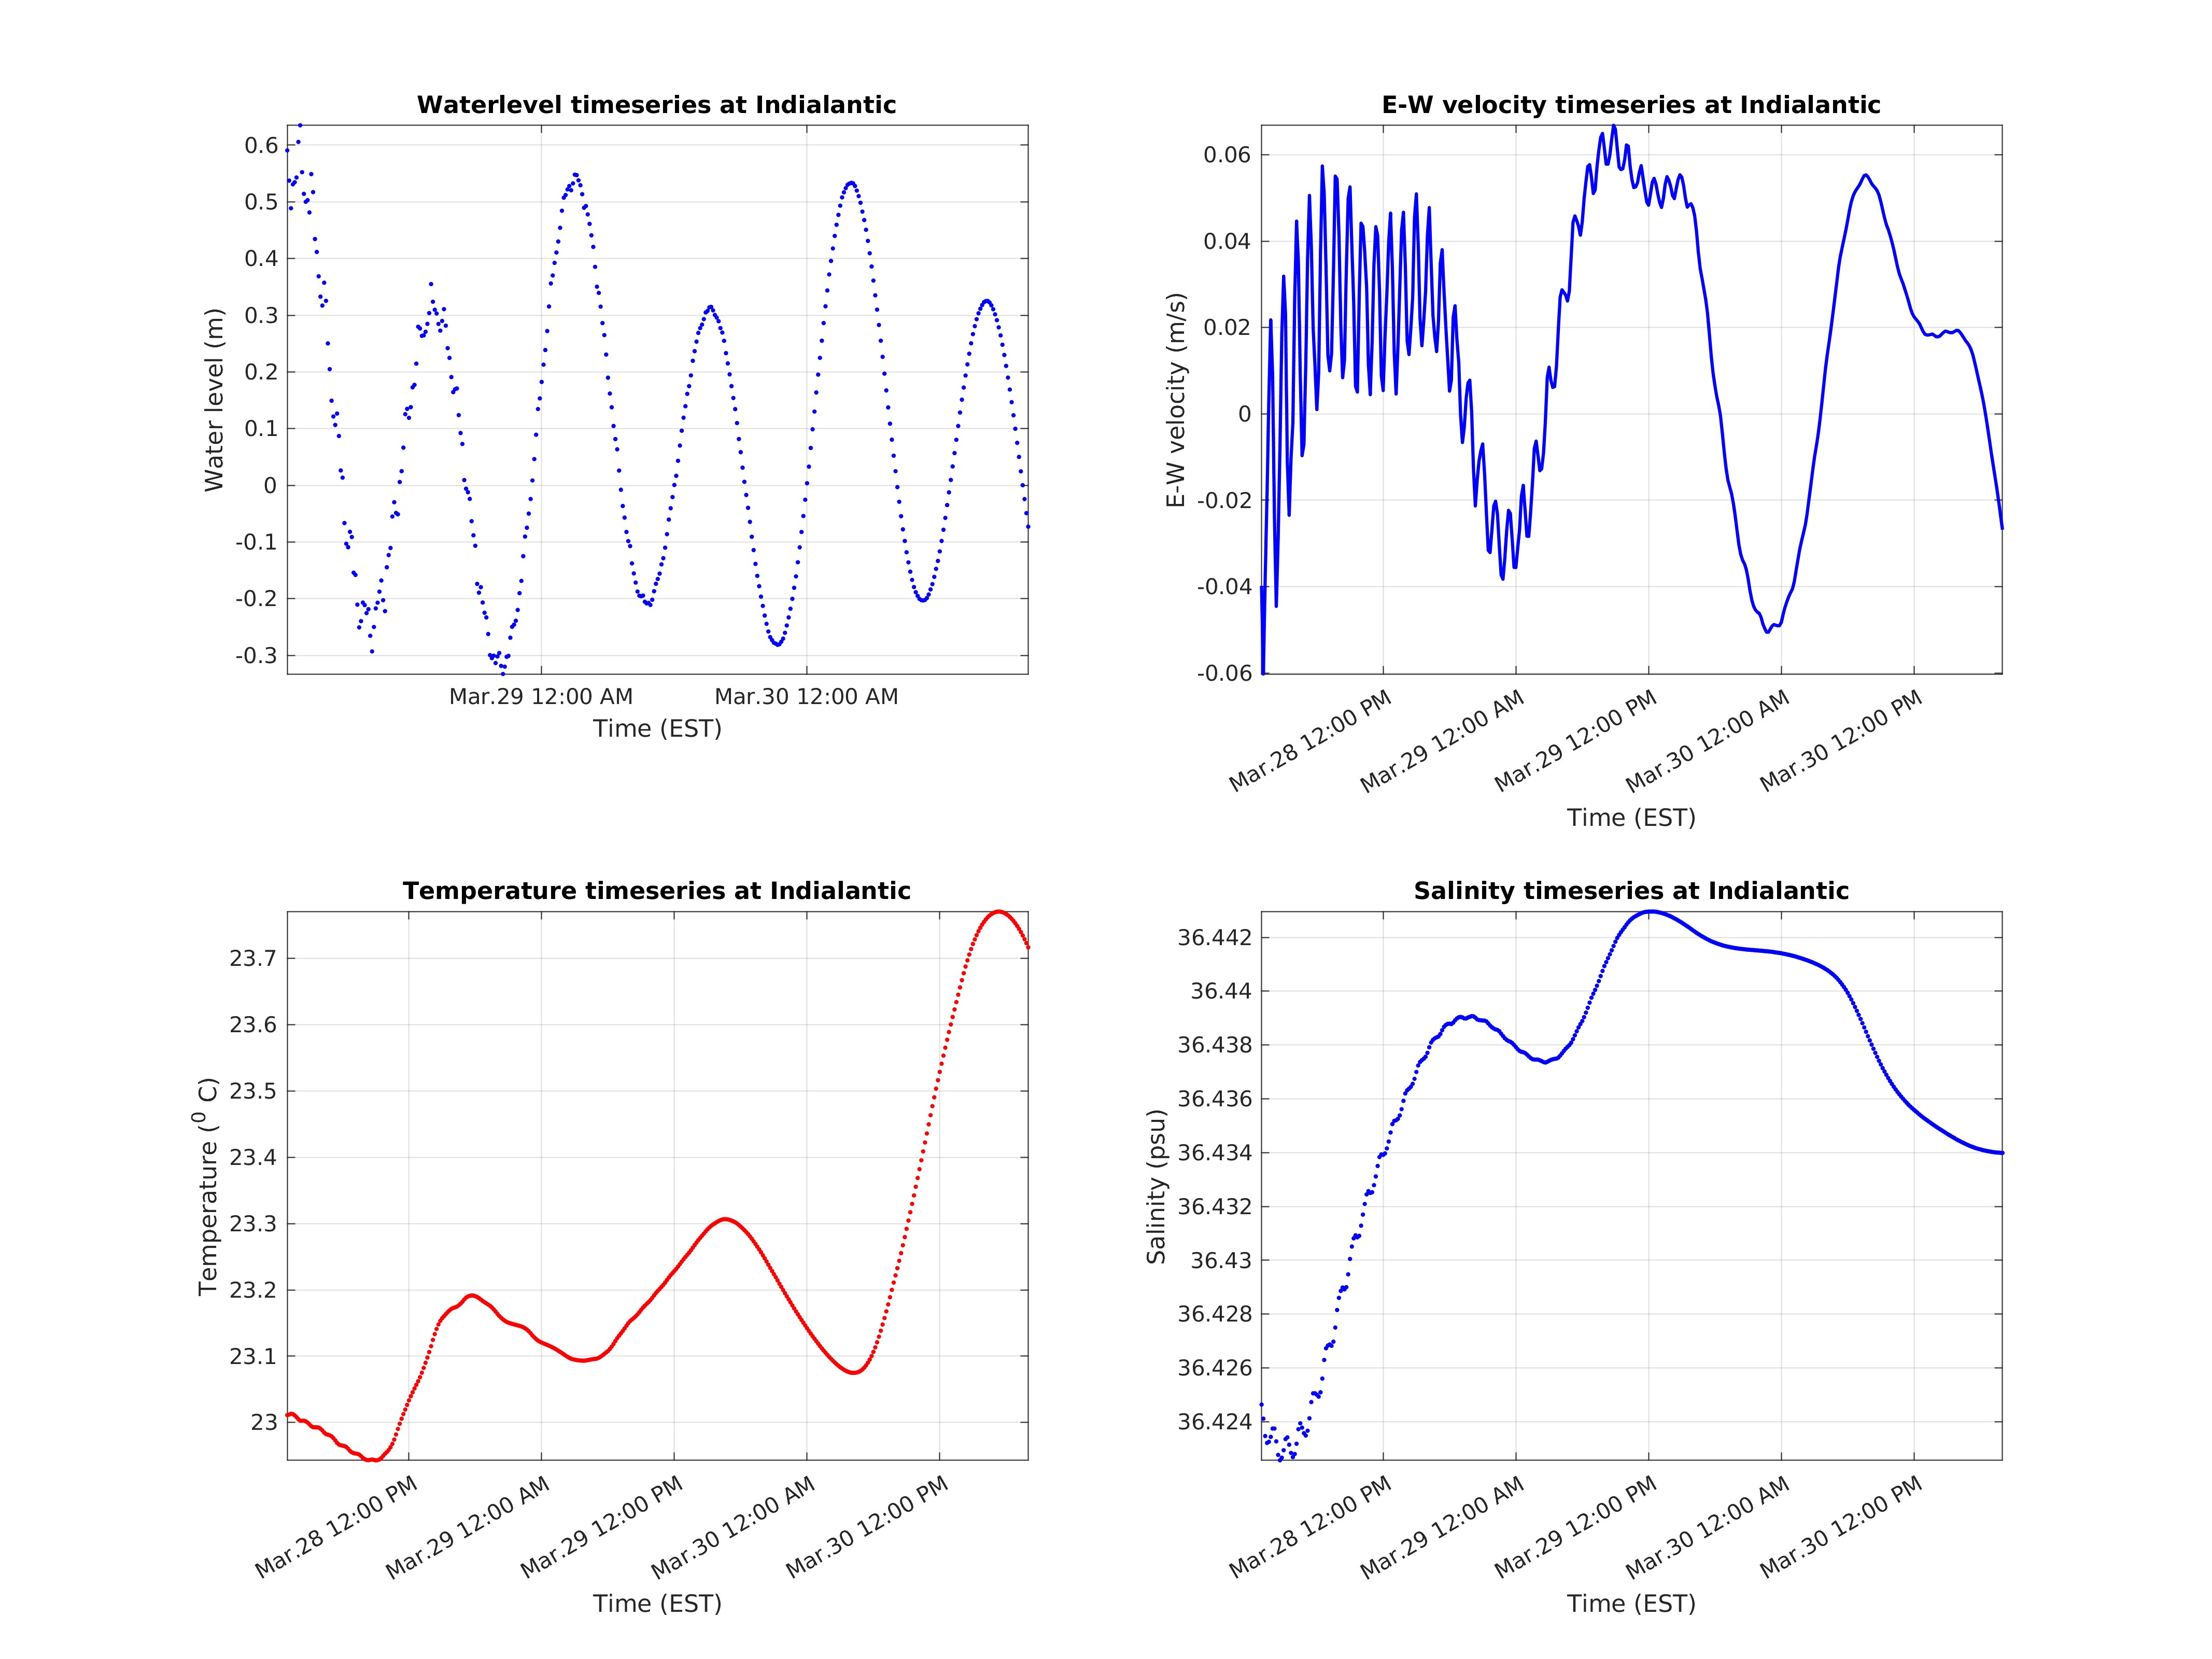 Waterlevel timeseries at Indialantic
0.6
0.5
0.4
0.3
0.2
0.1
0
-0.1
-0.2
-0.3
Water level (m)
Mar.29 12:00 AM
Mar.30 12:00 AM
Time (EST)
E-W velocity timeseries at Indialantic
0.06
0.04
0.02
0
-0.02
-0.04
-0.06
E-W velocity (m/s)
Mar.28 12:00 PM
Mar.29 12:00 AM
Mar.29 12:00 PM
Mar.30 12:00 AM
Mar.30 12:00 PM
Time (EST)
Temperature timeseries at Indialantic
23.7
23.6
23.5
23.4
23.3
23.2
23.1
23
Temperature (⁰ C)
Mar.28 12:00 PM
Mar.29 12:00 AM
Mar.29 12:00 PM
Mar.30 12:00 AM
Mar.30 12:00 PM
Time (EST)
Salinity timeseries at Indialantic
36.442
36.44
36.438
36.436
36.434
36.432
36.43
36.428
36.426
36.424
Salinity (psu)
Mar.28 12:00 PM
Mar.29 12:00 AM
Mar.29 12:00 PM
Mar.30 12:00 AM
Mar.30 12:00 PM
Time (EST)